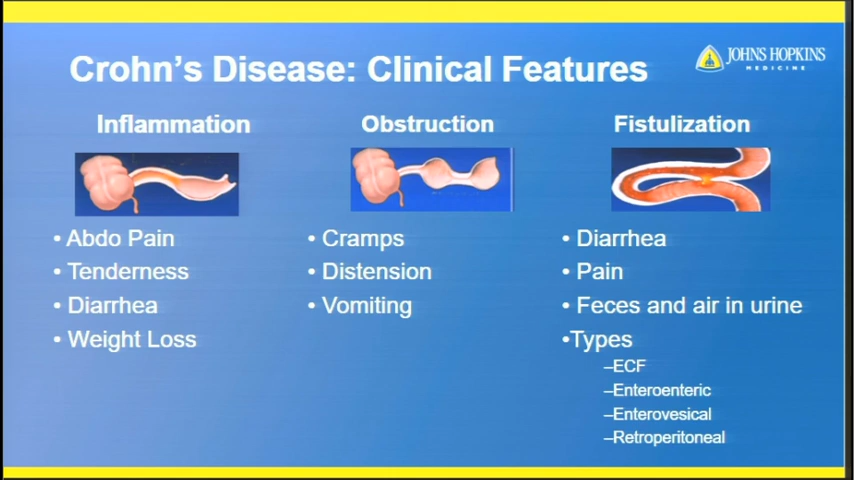 Crohn's Disease: Clinical Features
JOHNS HOPKINS
MEDICINE
Inflammation
• Abdo Pain
• Tenderness
• Diarrhea
• Weight Loss
Obstruction
• Cramps
• Distension
• Vomiting
Fistulization
• Diarrhea
• Pain
• Feces and air in urine
•Types
–ECF
–Enteroenteric
–Enterovesical
–Retroperitoneal